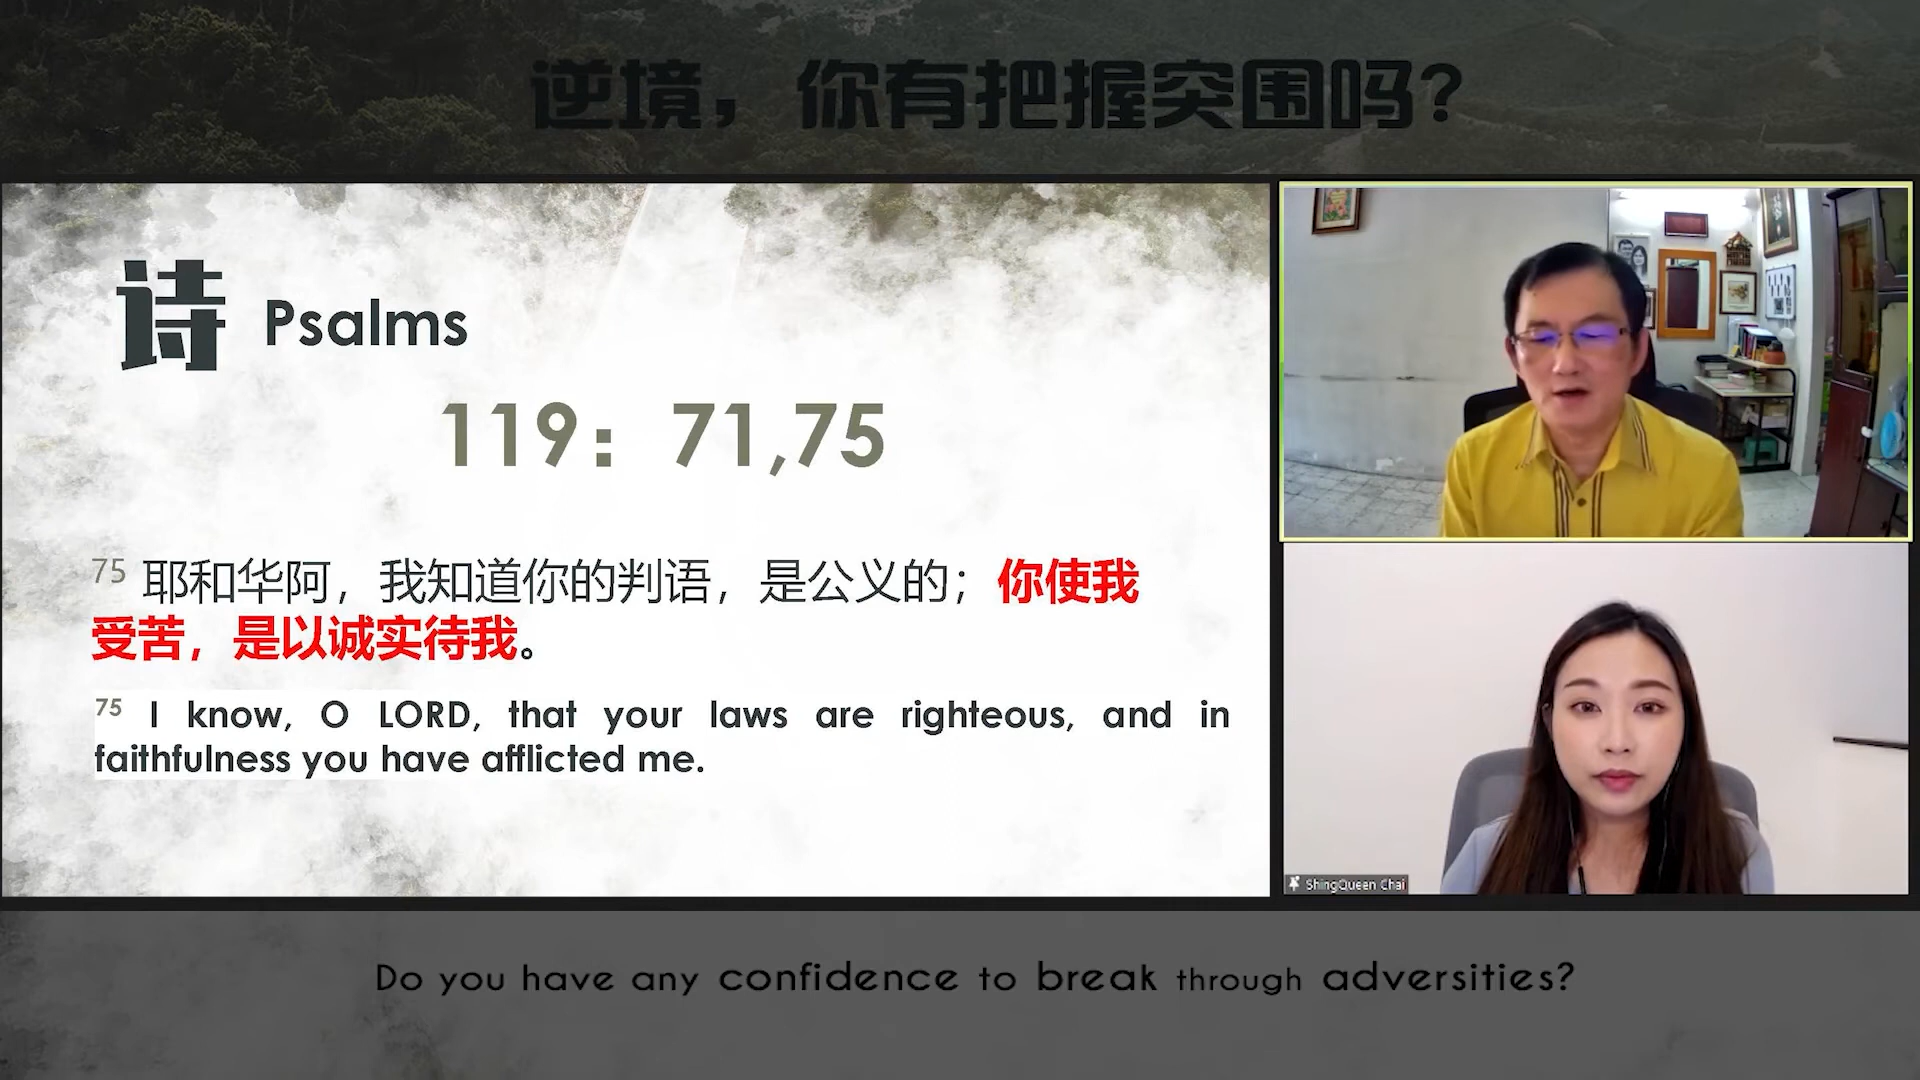 逆境，你有把握突围吗？
诗 Psalms
119：71,75
75 耶和华阿，我知道你的判语，是公义的；你使我
受苦，是以诚实待我。
75 I know, O LORD, that your laws are righteous, and in
faithfulness you have afflicted me.
ShingQueen Chai
Do you have any confidence to break through adversities?